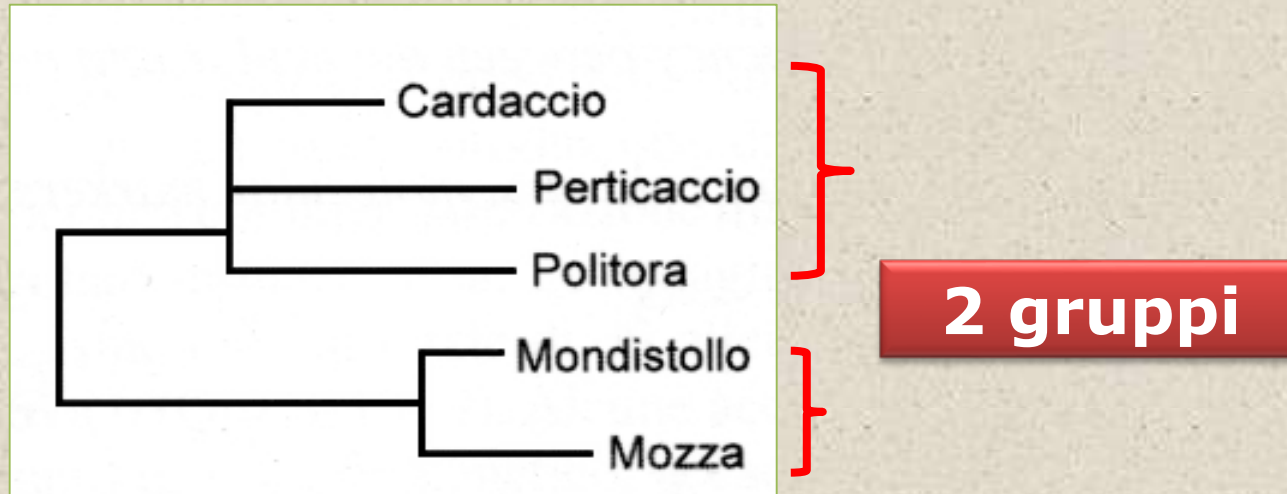 Cardaccio
Perticaccio
Politora
2 gruppi
Mondistollo
Mozza